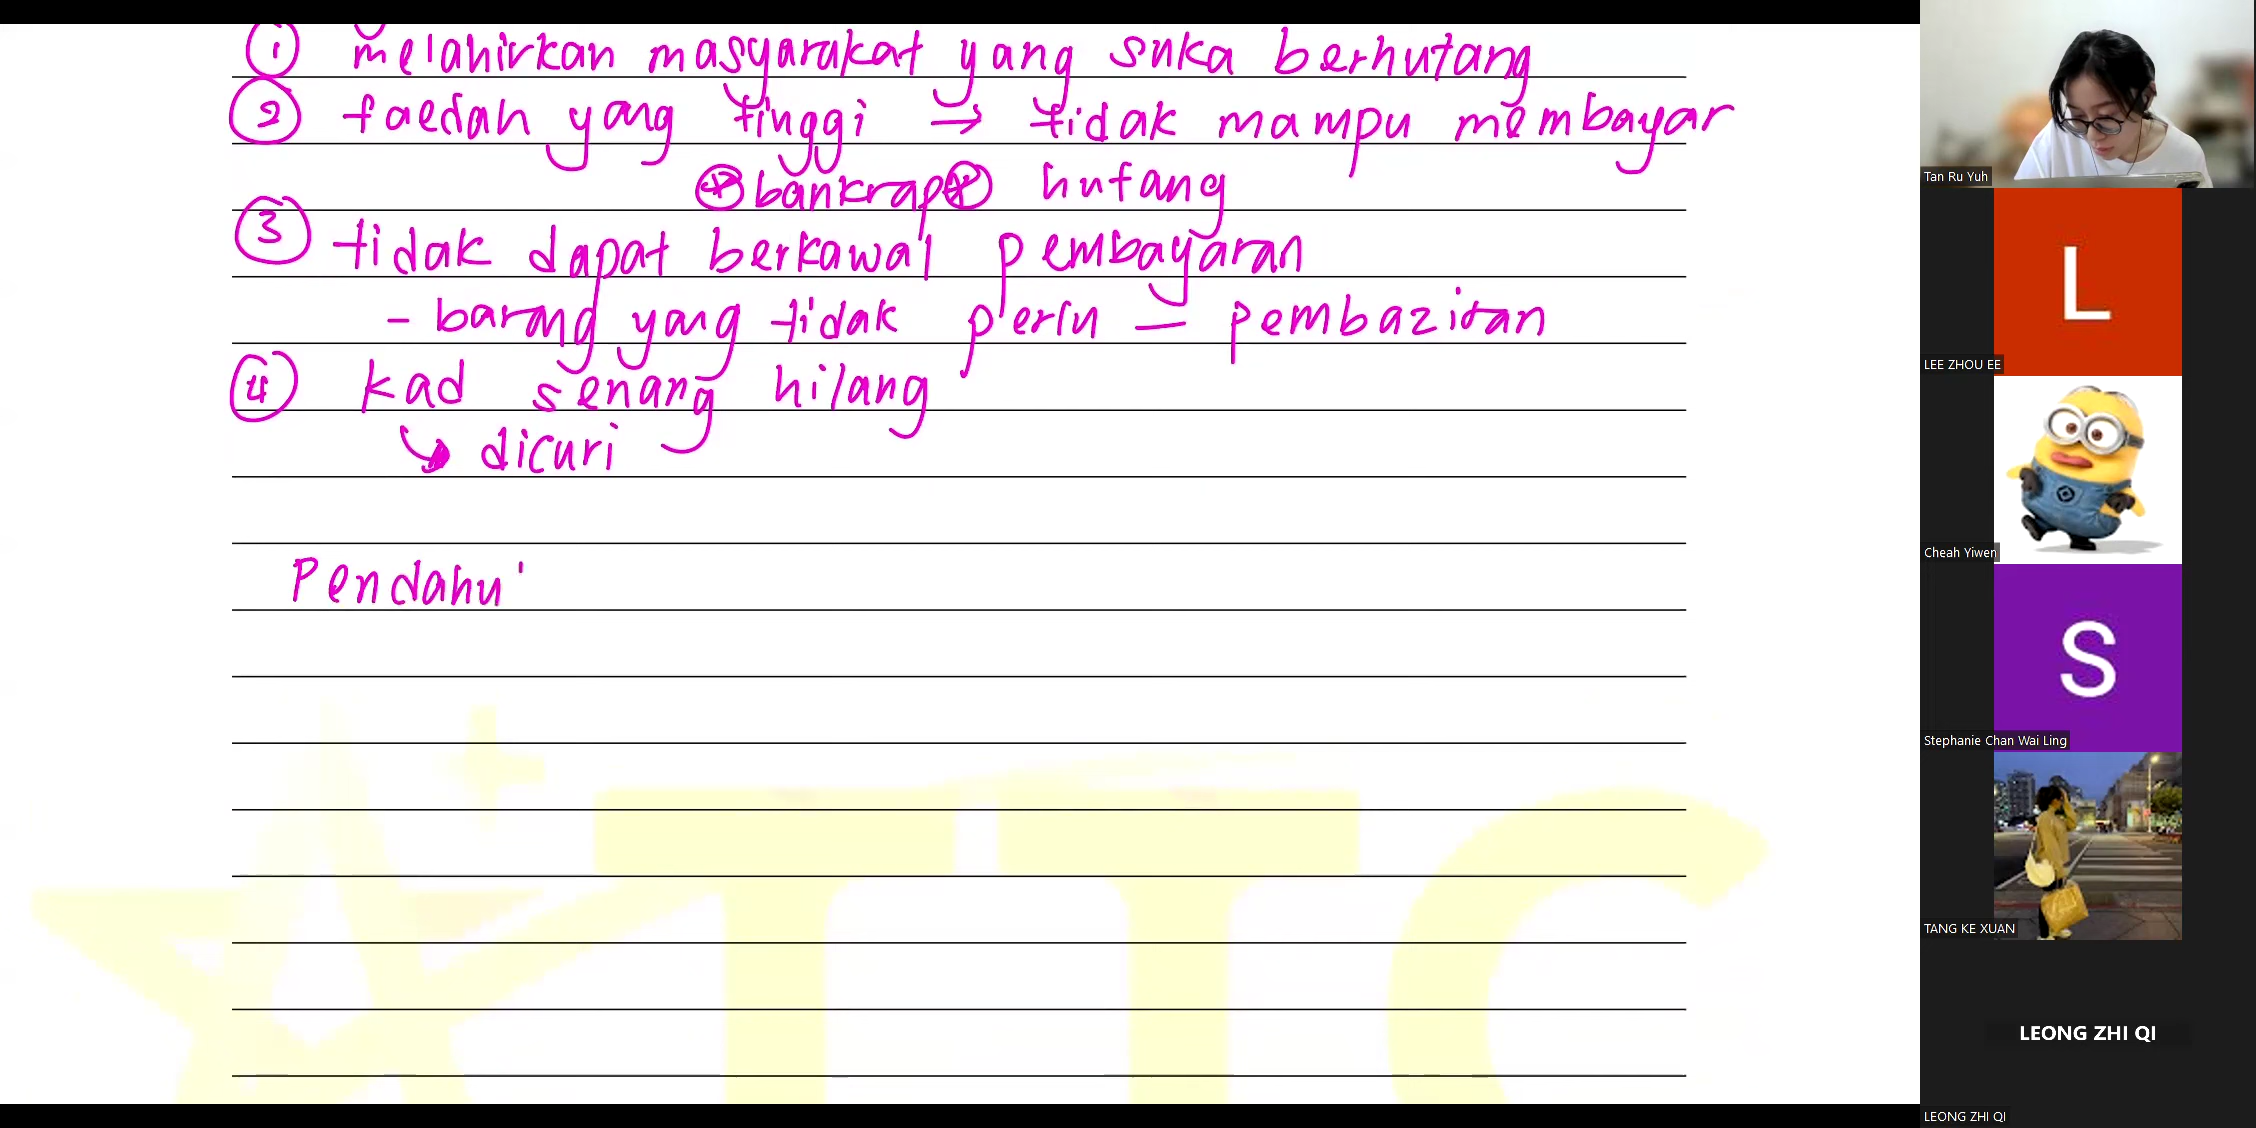 ① melahirkan masyarakat yang suka berhutang
② faedah yang tinggi → tidak mampu membayar
⊛bankrap⊛ hutang
③ tidak dapat berkawal pembayaran
- barang yang tidak perlu — pembaziran
④ kad senang hilang
↳ dicuri
Pendahu'
TTC
Tan Ru Yuh
L
LEE ZHOU EE
Cheah Yiwen
S
Stephanie Chan Wai Ling
TANG KE XUAN
LEONG ZHI QI
LEONG ZHI QI